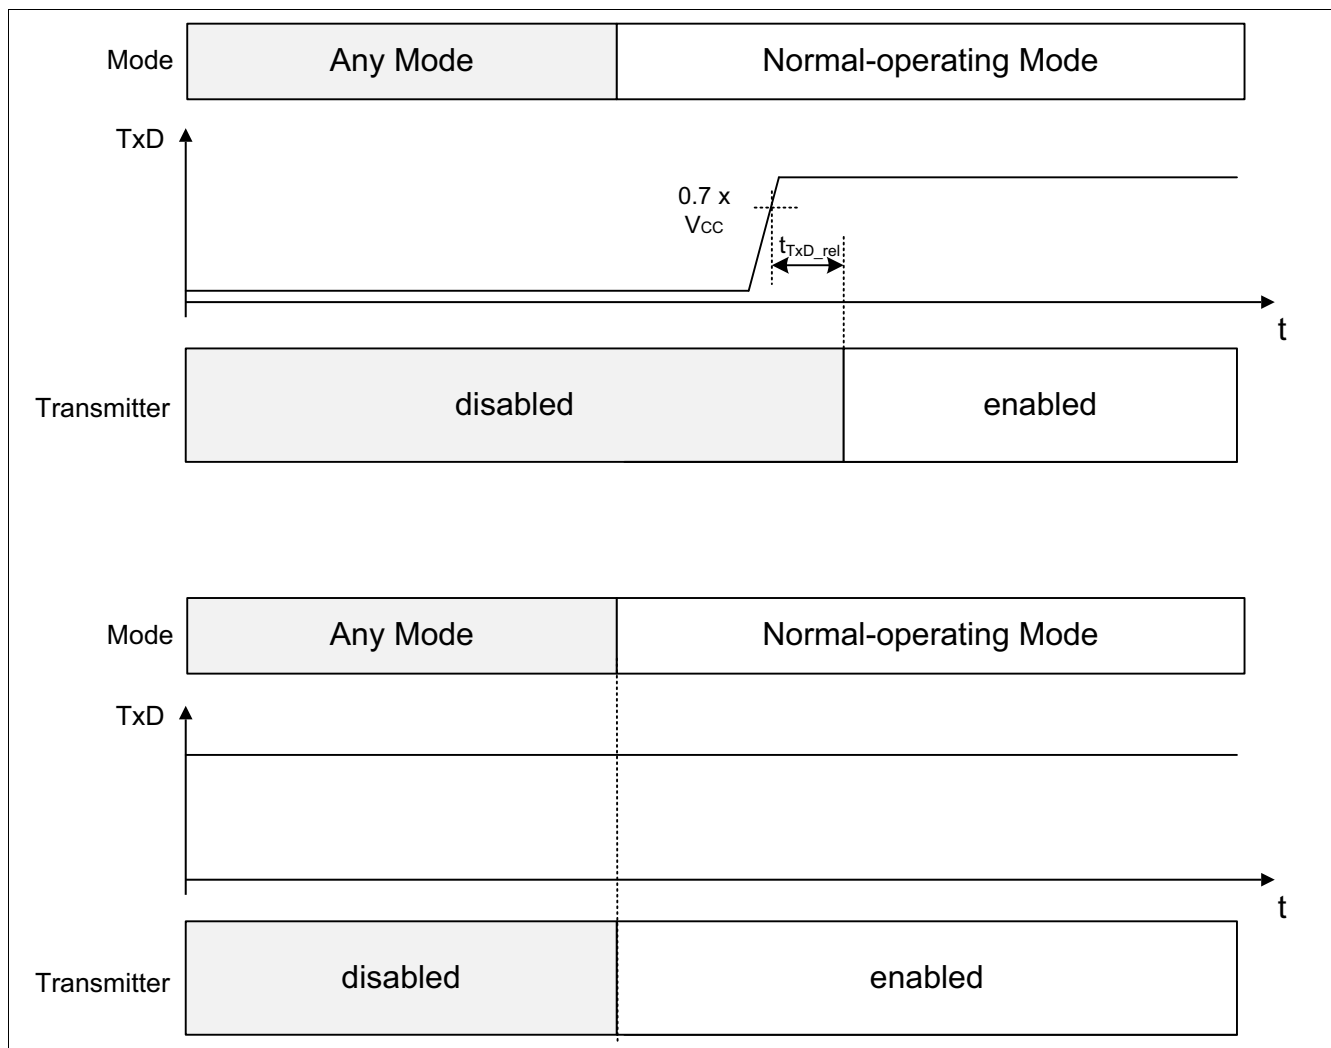 Mode
Any Mode
Normal-operating Mode
TxD
0.7 x
VCC
tTxD_rel
t
Transmitter
disabled
enabled
Mode
Any Mode
Normal-operating Mode
TxD
t
Transmitter
disabled
enabled